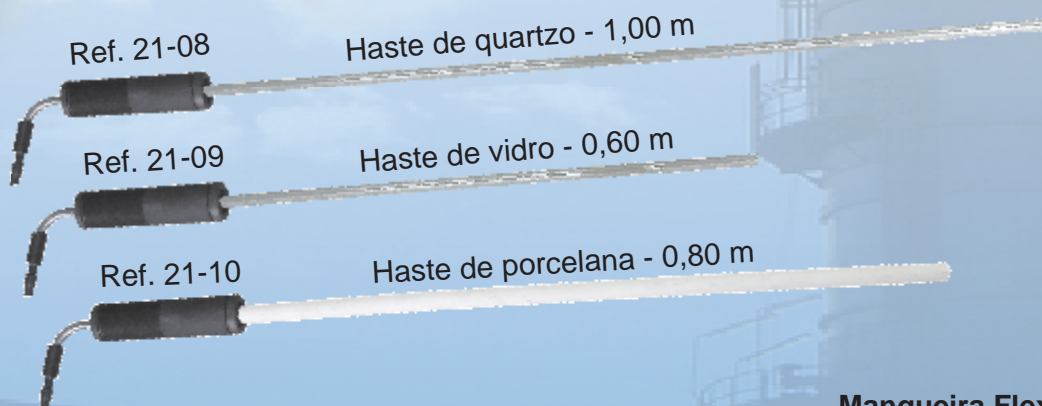 Ref. 21-08
Haste de quartzo - 1,00 m
Ref. 21-09
Haste de vidro - 0,60 m
Ref. 21-10
Haste de porcelana - 0,80 m
Mangueira